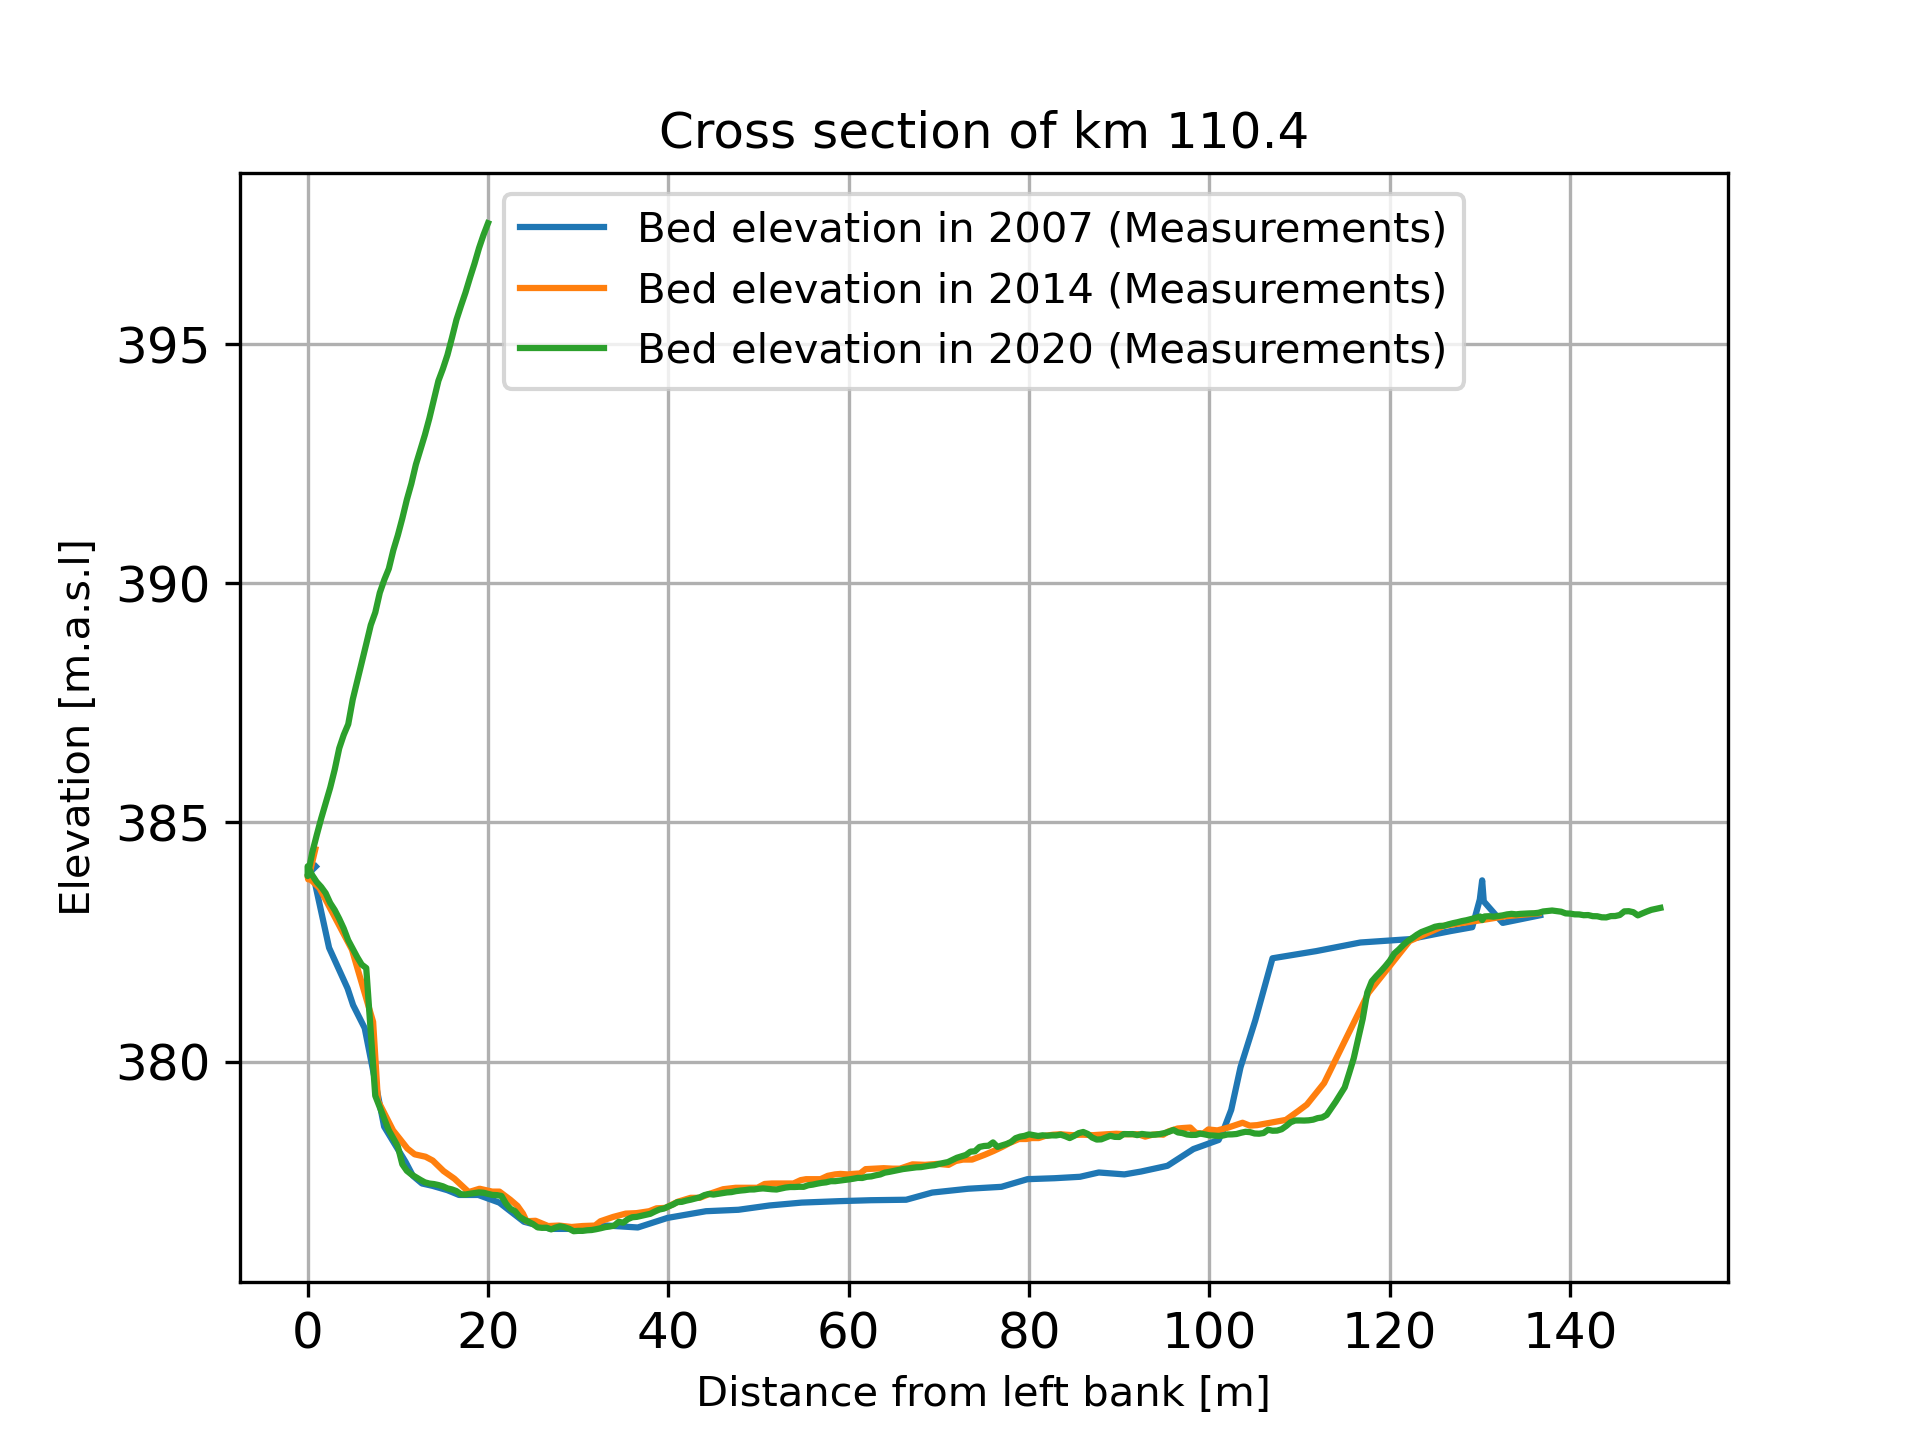 Cross section of km 110.4
Bed elevation in 2007 (Measurements)
Bed elevation in 2014 (Measurements)
Bed elevation in 2020 (Measurements)
Elevation [m.a.s.l]
395
390
385
380
0 20 40 60 80 100 120 140
Distance from left bank [m]